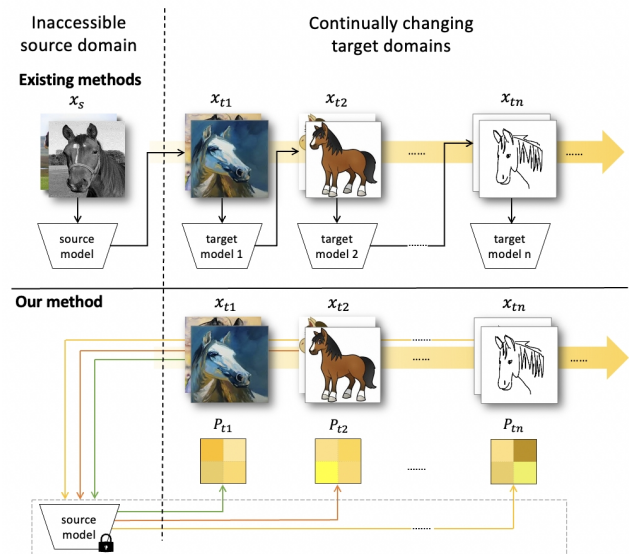 Inaccessible
source domain
Continually changing
target domains
Existing methods
x_s
x_t1
x_t2
x_tn
......
......
source
model
target
model 1
target
model 2
.......
target
model n
Our method
x_t1
x_t2
x_tn
.......
......
......
P_t1
P_t2
P_tn
.......
source
model
.......